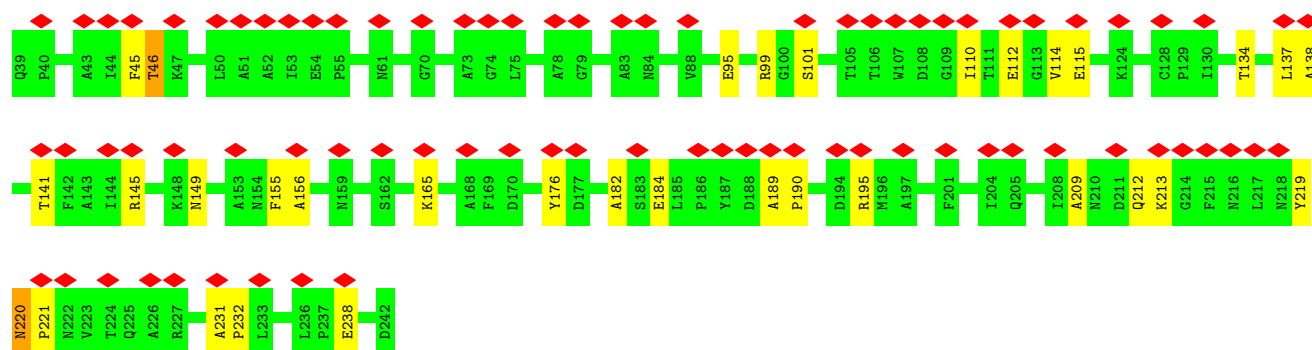 Q39 P40 A43 I44 F45 T46 K47 L50 A51 A52 I53 E54 P55 N61 G70 A73 G74 L75 A78 G79 A83 N84 V88 E95 R99 G100 S101 T105 T106 W107 D108 G109 I110 T111 E112 G113 V114 E115 K124 C128 P129 I130 T134 L137 A138
T141 F142 A143 I144 R145 K148 N149 A153 N154 F155 A156 N159 S162 K165 A168 F169 D170 Y176 D177 A182 S183 E184 L185 P186 Y187 D188 A189 P190 D194 R195 M196 A197 F201 I204 Q205 I208 A209 N210 D211 Q212 K213 G214 F215 N216 L217 N218 Y219
N220 P221 N222 V223 T224 Q225 A226 R227 A231 P232 L233 L236 P237 E238 D242